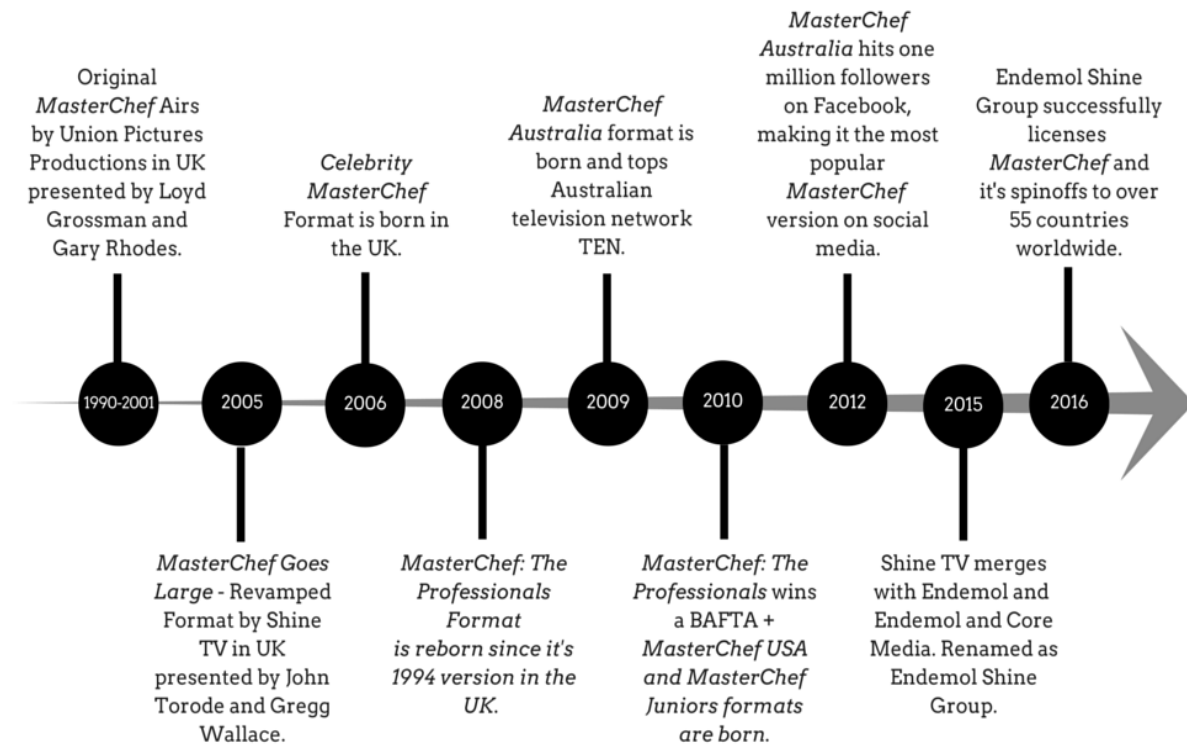 Original
MasterChef Airs
by Union Pictures
Productions in UK
presented by Loyd
Grossman and
Gary Rhodes.
Celebrity
MasterChef
Format is born in
the UK.
MasterChef
Australia format is
born and tops
Australian
television network
TEN.
MasterChef
Australia hits one
million followers
on Facebook,
making it the most
popular
MasterChef
version on social
media.
Endemol Shine
Group successfully
licenses
MasterChef and
it's spinoffs to over
55 countries
worldwide.
1990-2001
2005
2006
2008
2009
2010
2012
2015
2016
MasterChef Goes
Large - Revamped
Format by Shine
TV in UK
presented by John
Torode and Gregg
Wallace.
MasterChef: The
Professionals
Format
is reborn since it's
1994 version in the
UK.
MasterChef: The
Professionals wins
a BAFTA +
MasterChef USA
and MasterChef
Juniors formats
are born.
Shine TV merges
with Endemol and
Endemol and Core
Media. Renamed as
Endemol Shine
Group.